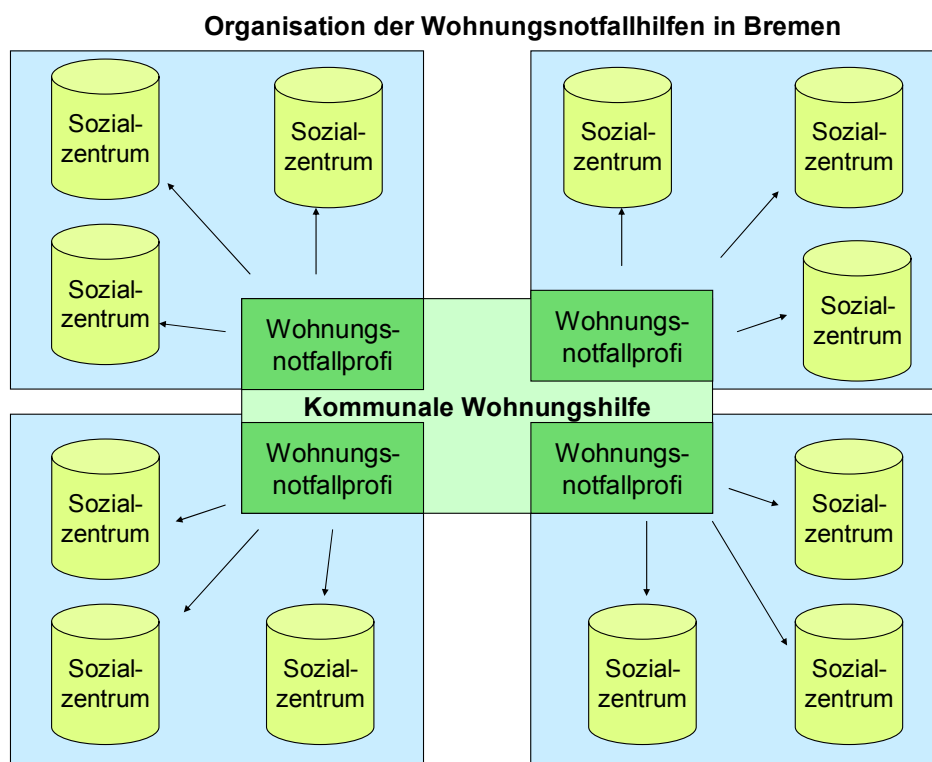 Organisation der Wohnungsnotfallhilfen in Bremen
Sozial-
zentrum
Sozial-
zentrum
Sozial-
zentrum
Wohnungs-
notfallprofi
Sozial-
zentrum
Sozial-
zentrum
Sozial-
zentrum
Wohnungs-
notfallprofi
Kommunale Wohnungshilfe
Wohnungs-
notfallprofi
Sozial-
zentrum
Sozial-
zentrum
Sozial-
zentrum
Wohnungs-
notfallprofi
Sozial-
zentrum
Sozial-
zentrum
Sozial-
zentrum